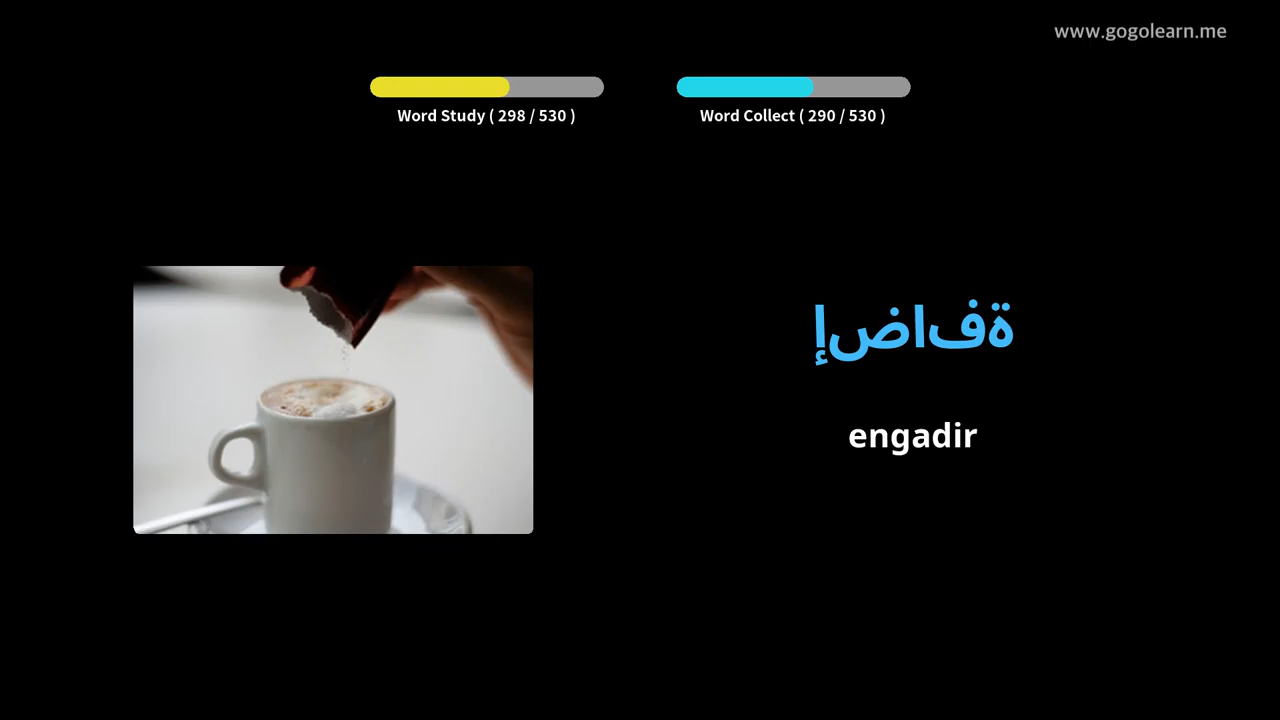 www.gogolearn.me
Word Study ( 298 / 530 )
Word Collect ( 290 / 530 )
ةفاضإ
engadir